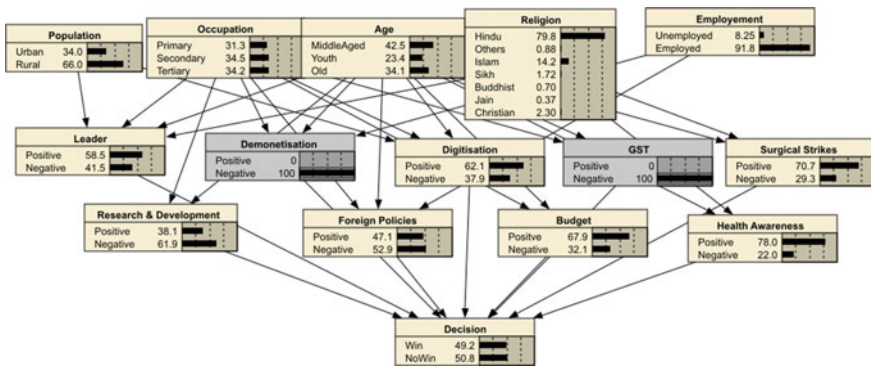 Population
Urban 34.0
Rural 66.0
Occupation
Primary 31.3
Secondary 34.5
Tertiary 34.2
Age
MiddleAged 42.5
Youth 23.4
Old 34.1
Religion
Hindu 79.8
Others 0.88
Islam 14.2
Sikh 1.72
Buddhist 0.70
Jain 0.37
Christian 2.30
Employement
Unemployed 8.25
Employed 91.8
Leader
Positive 58.5
Negative 41.5
Demonetisation
Positive 0
Negative 100
Digitisation
Positive 62.1
Negative 37.9
GST
Positive 0
Negative 100
Surgical Strikes
Positive 70.7
Negative 29.3
Research & Development
Positive 38.1
Negative 61.9
Foreign Policies
Positive 47.1
Negative 52.9
Budget
Positive 67.9
Negative 32.1
Health Awareness
Positive 78.0
Negative 22.0
Decision
Win 49.2
NoWin 50.8